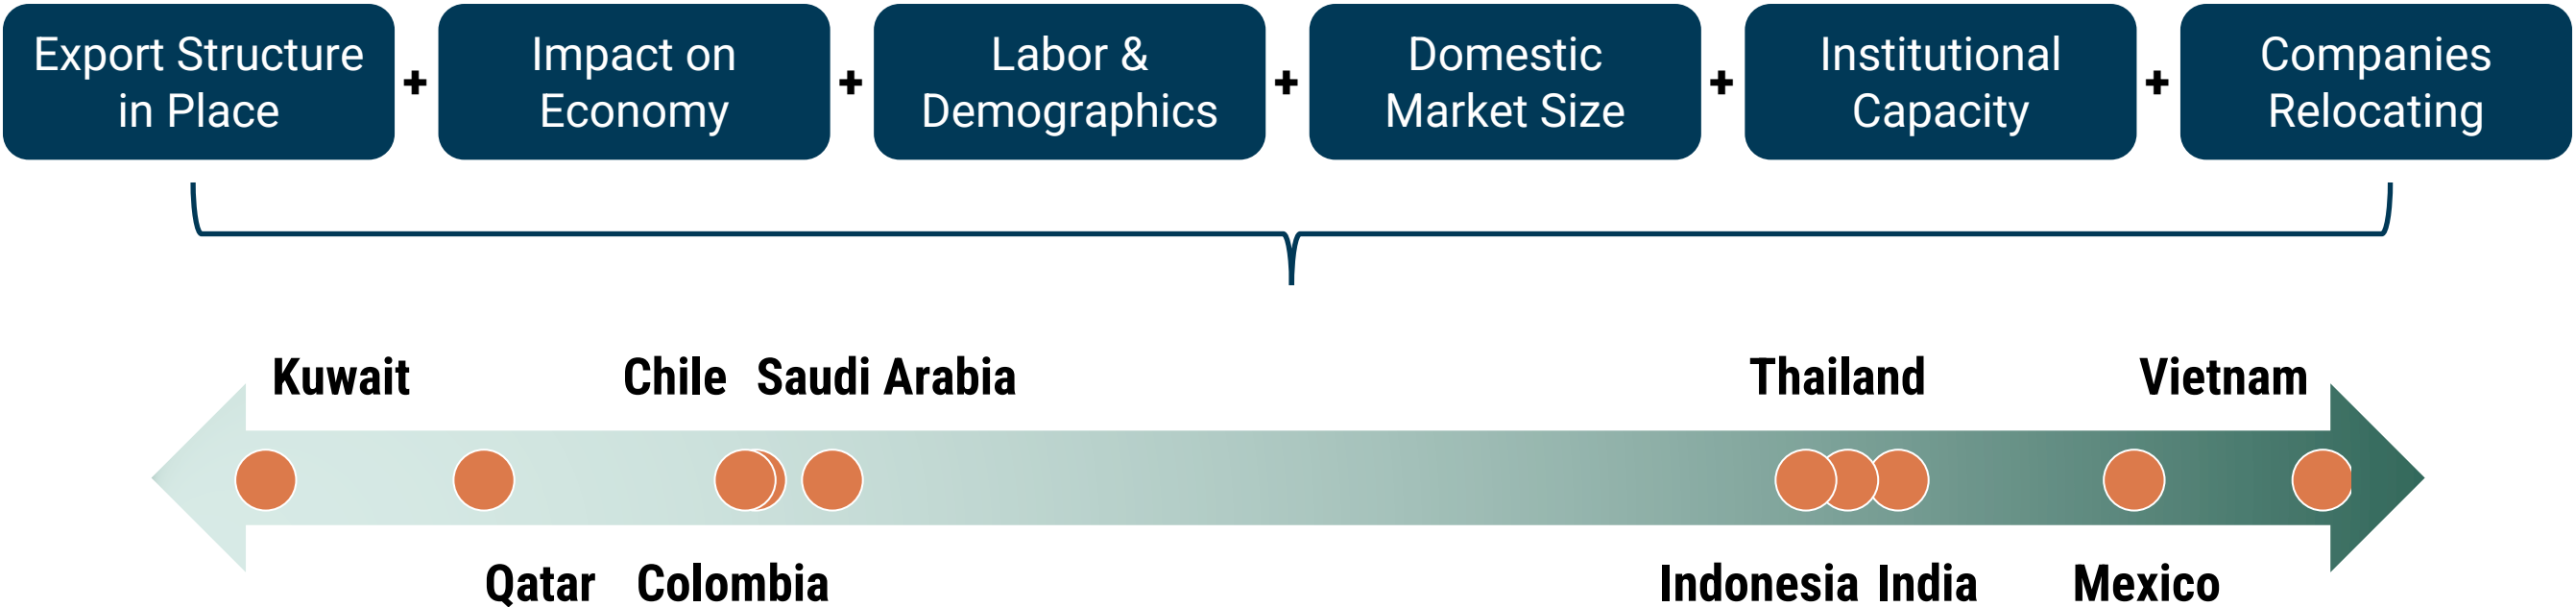 Export Structure
in Place
+
Impact on
Economy
+
Labor &
Demographics
+
Domestic
Market Size
+
Institutional
Capacity
+
Companies
Relocating
Kuwait
Chile
Saudi Arabia
Thailand
Vietnam
Qatar
Colombia
Indonesia
India
Mexico